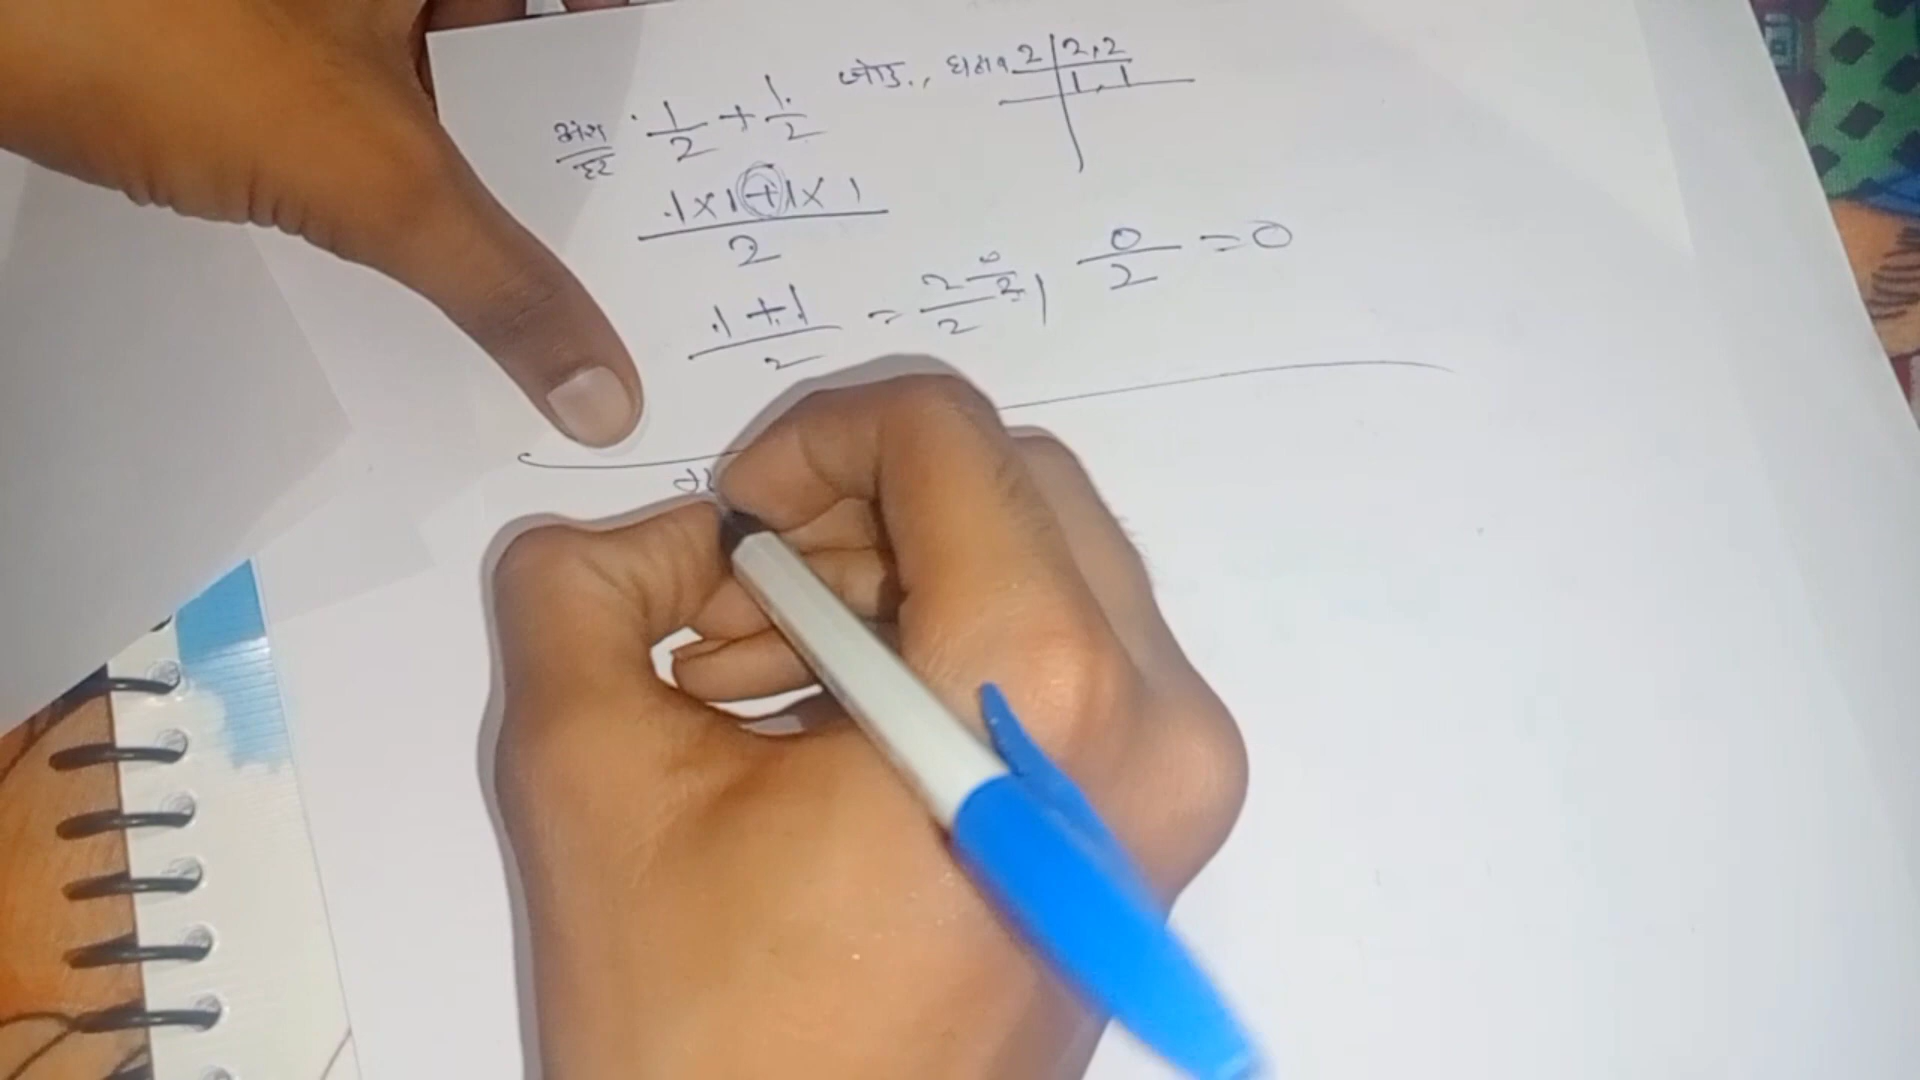 जोड़., घटाव 2 | 2, 2
1, 1
अंश/हर 1/2 + 1/2
1 x 1 + 1 x 1 / 2
1 + 1 / 2 = 2/2, 0/2 = 0